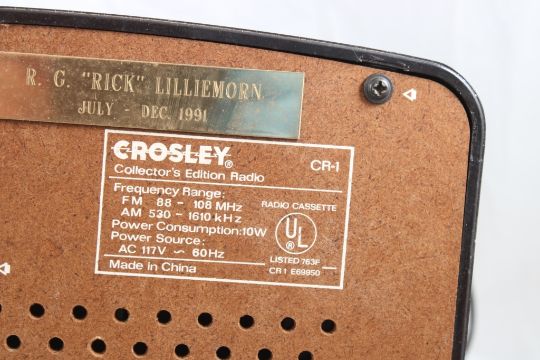 R. G. "RICK" LILLIEMORN
JULY - DEC. 1991
CROSLEY® CR-1
Collector's Edition Radio
Frequency Range:
FM 88 - 108 MHz
AM 530 - 1610 kHz
Power Consumption:10W
Power Source:
AC 117V ~ 60Hz
Made in China
RADIO CASSETTE
UL
LISTED 763F
CR1 E69950